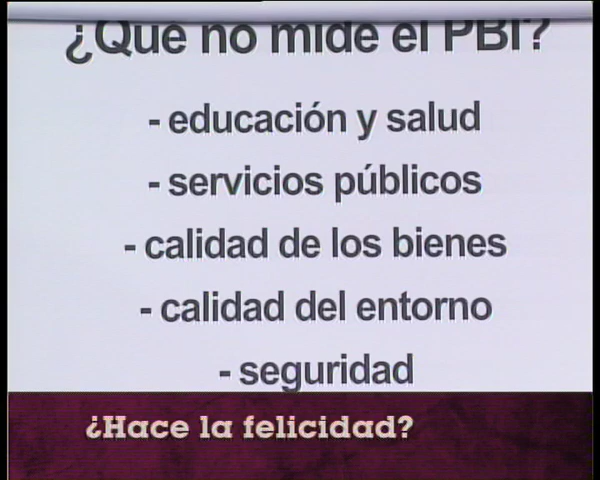 ¿Que no mide el PBI?
- educación y salud
- servicios públicos
- calidad de los bienes
- calidad del entorno
- seguridad
¿Hace la felicidad?